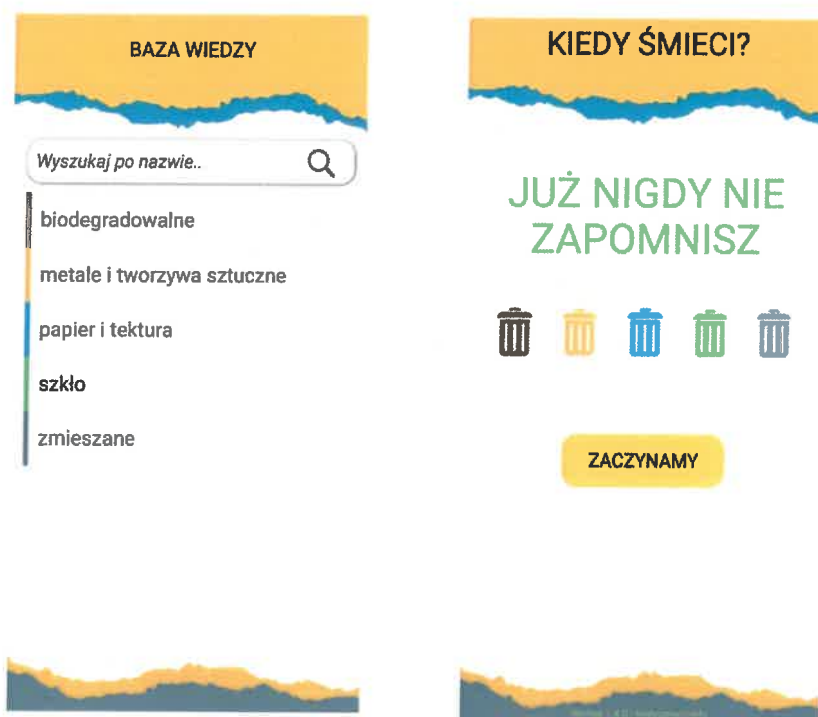 BAZA WIEDZY
Wyszukaj po nazwie..
biodegradowalne
metale i tworzywa sztuczne
papier i tektura
szkło
zmieszane
KIEDY ŚMIECI?
JUŻ NIGDY NIE
ZAPOMNISZ
ZACZYNAMY